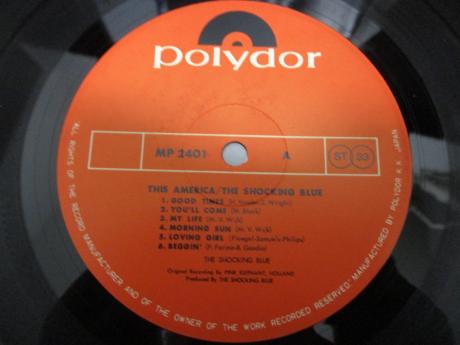 polydor
MP 2401
A
ST 33
THIS AMERICA/THE SHOCKING BLUE
1. GOOD TIMES Wright)
2. YOU'LL COME
3. MY LIFE
4. MORNING SUN
5. LOVING GIRL
6. BEGGIN'
THE SHOCKING BLUE
Original Recording by PINK ELEPHANT, HOLLAND
Produced By THE SHOCKING BLUE
ALL RIGHTS OF THE RECORD MANUFACTURER AND OF THE OWNER OF THE WORK RECORDED RESERVED MANUFACTURED BY POLYDOR K.K. JAPAN